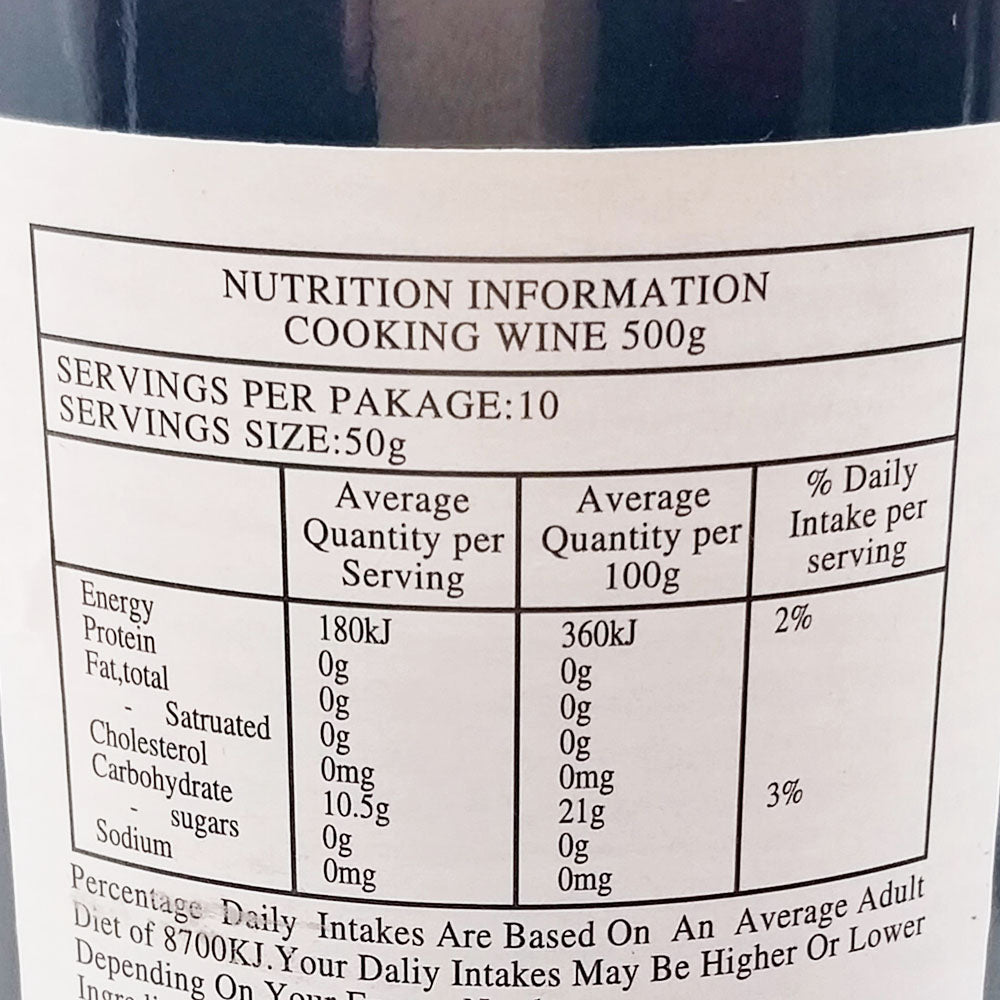 NUTRITION INFORMATION
COOKING WINE 500g
SERVINGS PER PAKAGE:10
SERVINGS SIZE:50g
Average Quantity per Serving Average Quantity per 100g % Daily Intake per serving
Energy 180kJ 360kJ 2%
Protein 0g 0g
Fat,total 0g 0g
- Satruated 0g 0g
Cholesterol 0mg 0mg
Carbohydrate 10.5g 21g 3%
- sugars 0g 0g
Sodium 0mg 0mg
Percentage Daily Intakes Are Based On An Average Adult
Diet of 8700KJ.Your Daliy Intakes May Be Higher Or Lower
Depending On Your